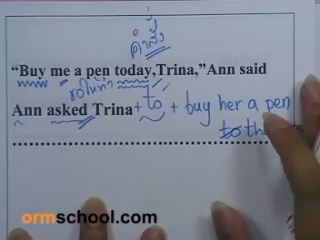 คำสั่ง
“Buy me a pen today,Trina,”Ann said
ขอให้ทำ
Ann asked Trina + to + buy her a pen
to th
ormschool.com